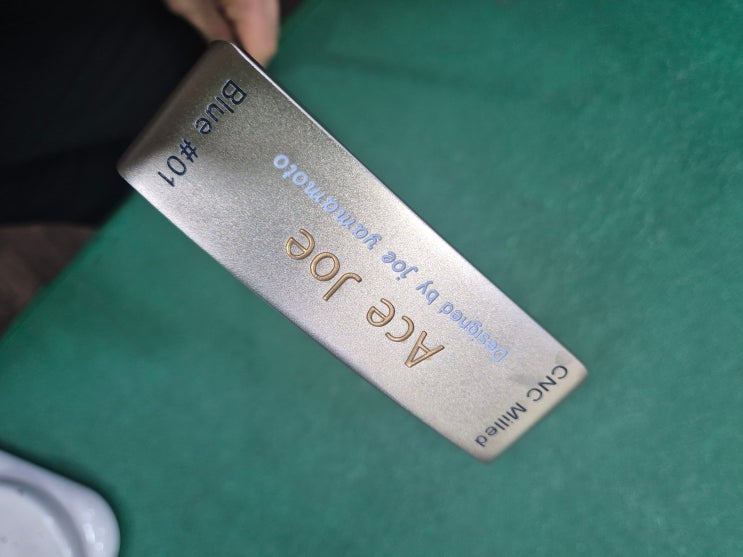 Blue #01
Ace Joe
Designed by joe yamamoto
CNC Milled